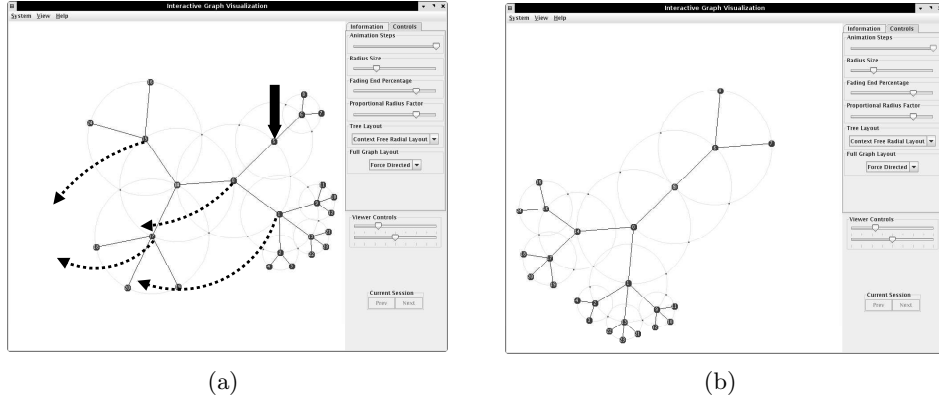 Interactive Graph Visualization
System View Help
Information Controls
Animation Steps
Radius Size
Fading End Percentage
Proportional Radius Factor
Tree Layout
Context Free Radial Layout
Full Graph Layout
Force Directed
Viewer Controls
Current Session
Prev Next
(a)
Interactive Graph Visualization
System View Help
Information Controls
Animation Steps
Radius Size
Fading End Percentage
Proportional Radius Factor
Tree Layout
Context Free Radial Layout
Full Graph Layout
Force Directed
Viewer Controls
Current Session
Prev Next
(b)